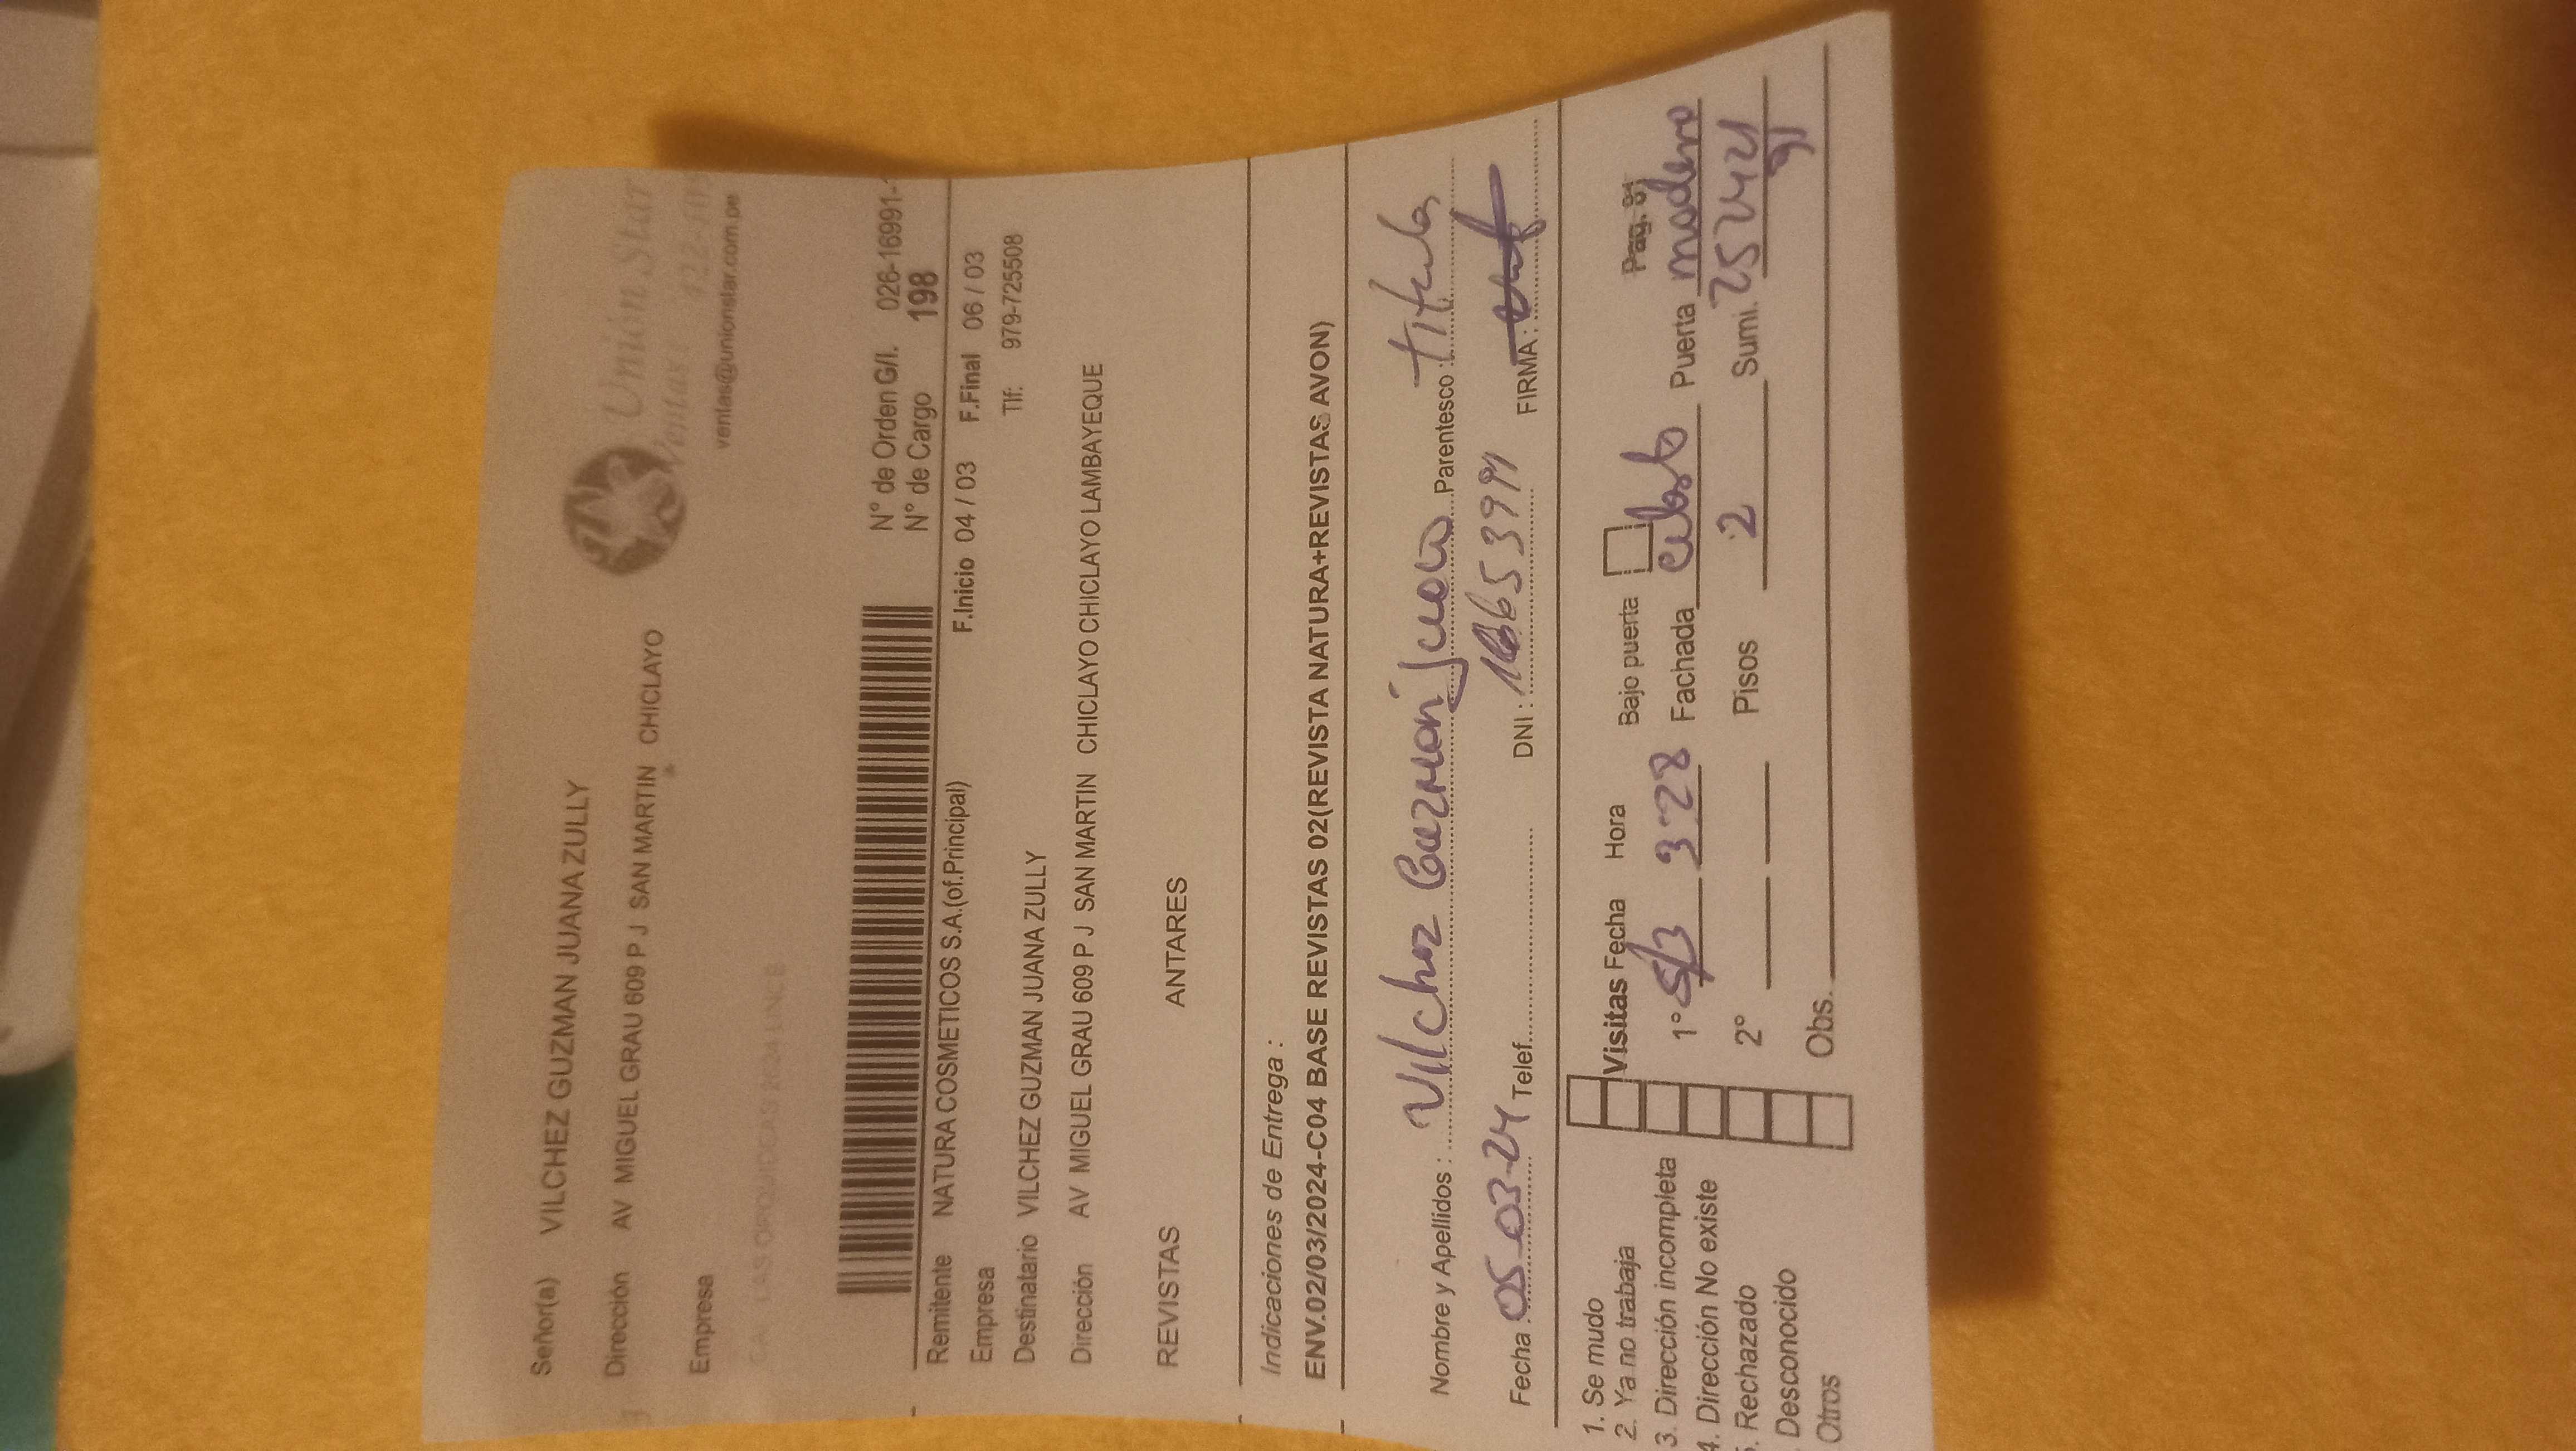 Señor(a) VILCHEZ GUZMAN JUANA ZULLY
Unión Star
Dirección AV MIGUEL GRAU 609 P J SAN MARTIN CHICLAYO
Ventas:
Empresa
ventas@unionstar.com.pe
N° de Orden G/I. 026-16991-
N° de Cargo 198
Remitente NATURA COSMETICOS S.A.(of.Principal) F.Inicio 04 / 03 F.Final 06 / 03
Empresa Tlf: 979-725508
Destinatario VILCHEZ GUZMAN JUANA ZULLY
Dirección AV MIGUEL GRAU 609 P J SAN MARTIN CHICLAYO CHICLAYO LAMBAYEQUE
REVISTAS ANTARES
Indicaciones de Entrega :
ENV.02/03/2024-C04 BASE REVISTAS 02(REVISTA NATURA+REVISTAS AVON)
Nombre y Apellidos : Vilchez Guzman Juana Parentesco : titular
Fecha : 05-03-24 Telef. DNI : 16653991 FIRMA :
1. Se mudo
2. Ya no trabaja Visitas Fecha Hora Bajo puerta Pag. 91
3. Dirección incompleta 1° 5/3 3:28 Fachada Puerta madera
4. Dirección No existe 2° Pisos 2 Sumi.
. Rechazado
. Desconocido Obs.
Otros